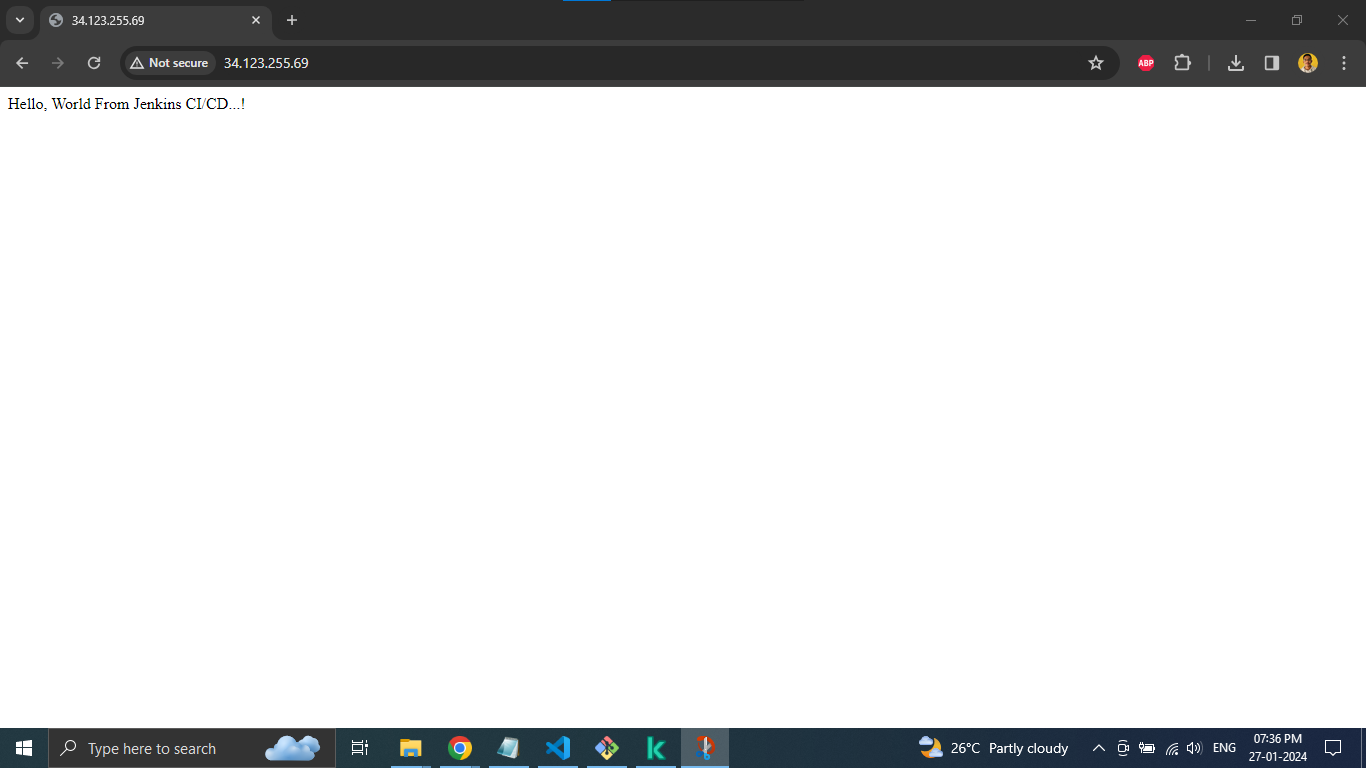 34.123.255.69
Not secure
34.123.255.69
ABP
Hello, World From Jenkins CI/CD...!
Type here to search
26°C Partly cloudy
ENG
07:36 PM
27-01-2024